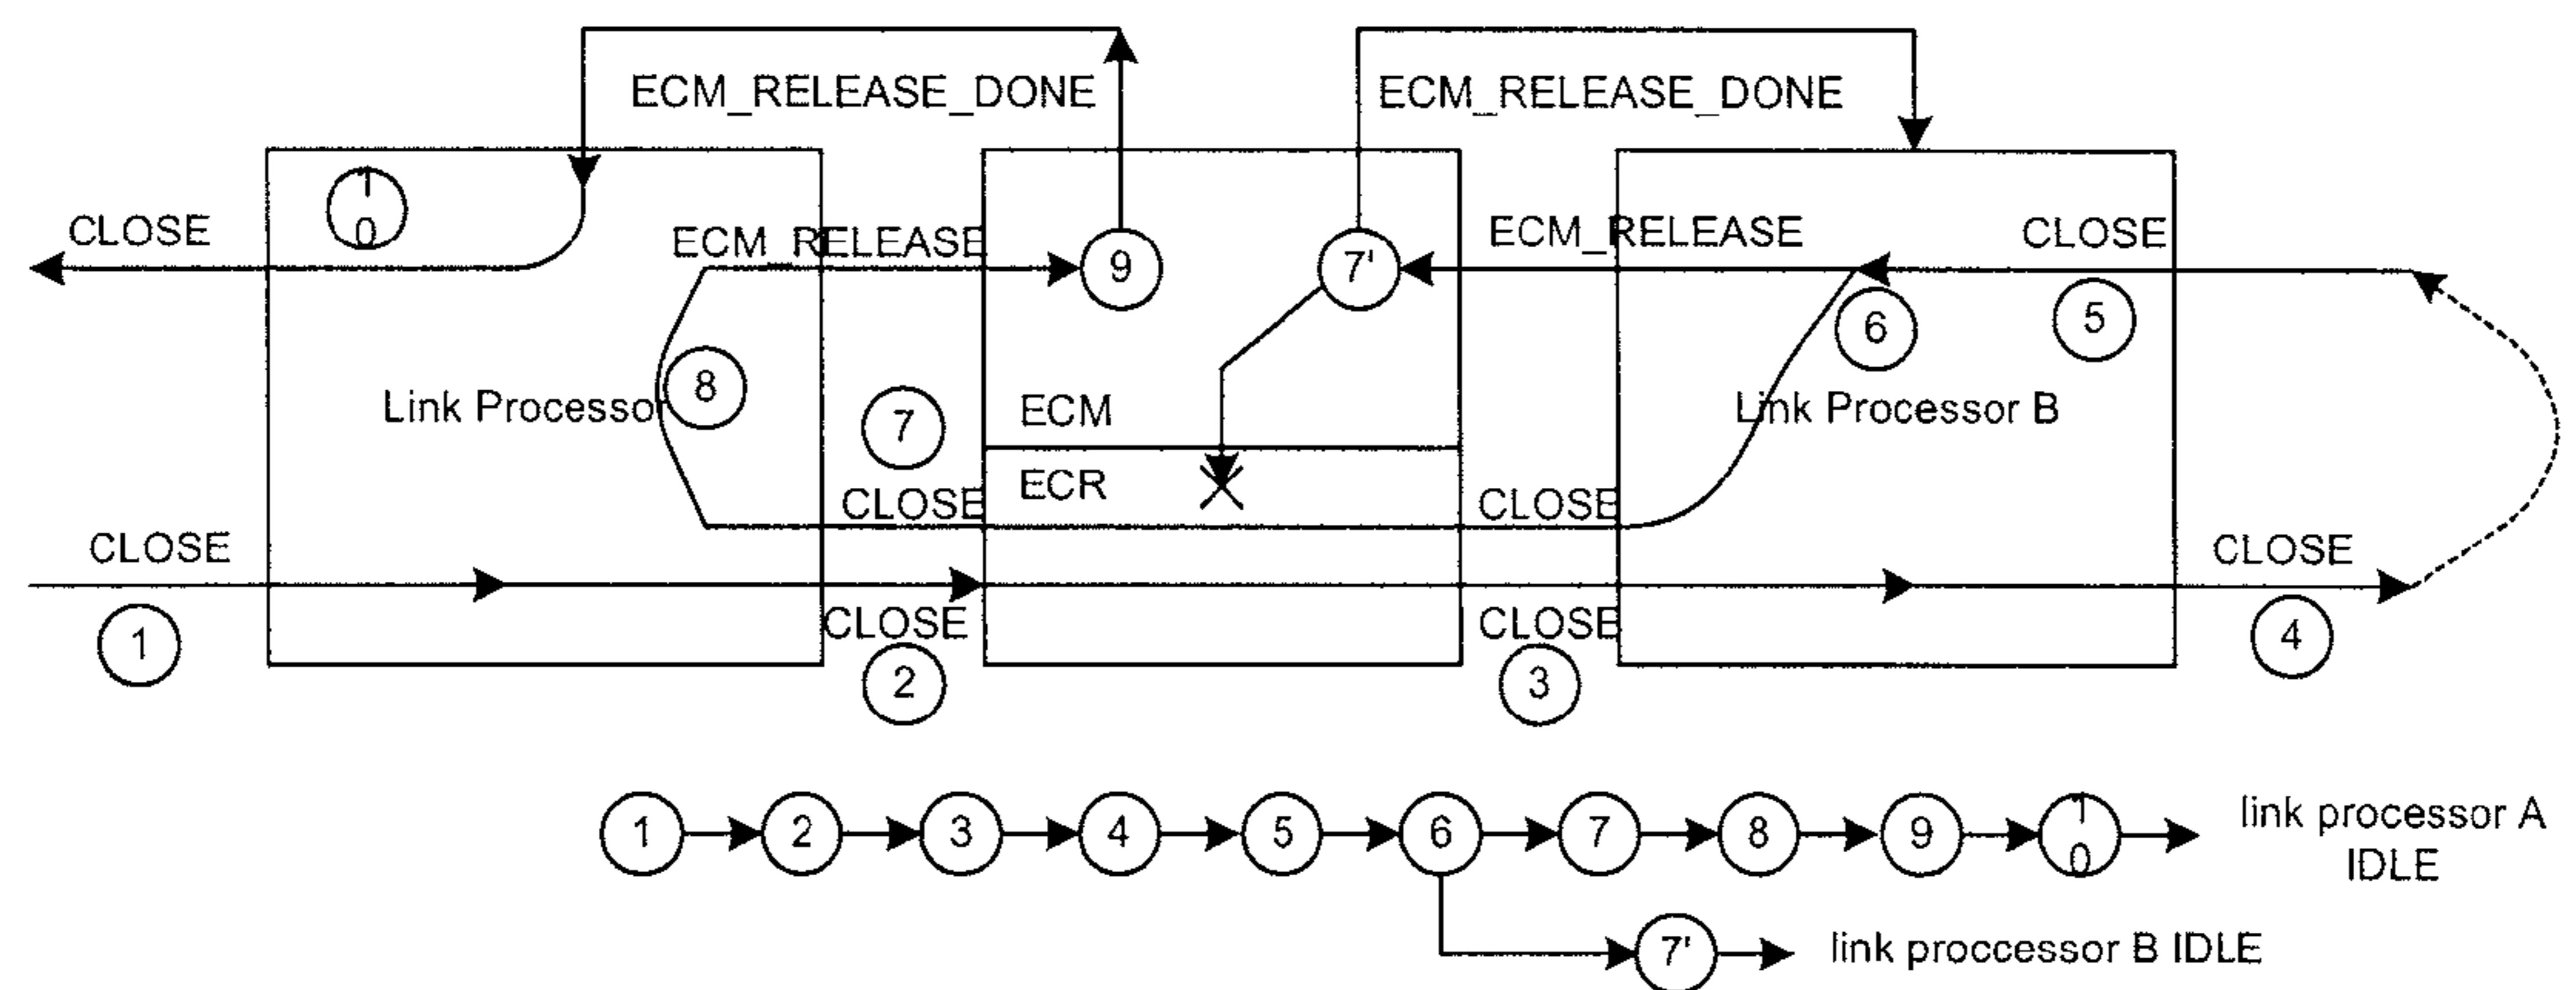 ECM_RELEASE_DONE
ECM_RELEASE_DONE
10
CLOSE
ECM_RELEASE
9
7'
ECM_RELEASE
CLOSE
5
6
8
Link Processor
7
ECM
Link Processor B
ECR
CLOSE
CLOSE
CLOSE
CLOSE
1
CLOSE
2
CLOSE
3
4
1 2 3 4 5 6 7 8 9 10
link processor A
IDLE
7'
link proccessor B IDLE